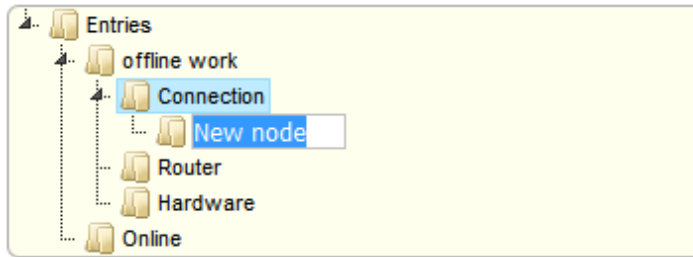 Entries
offline work
Connection
New node
Router
Hardware
Online